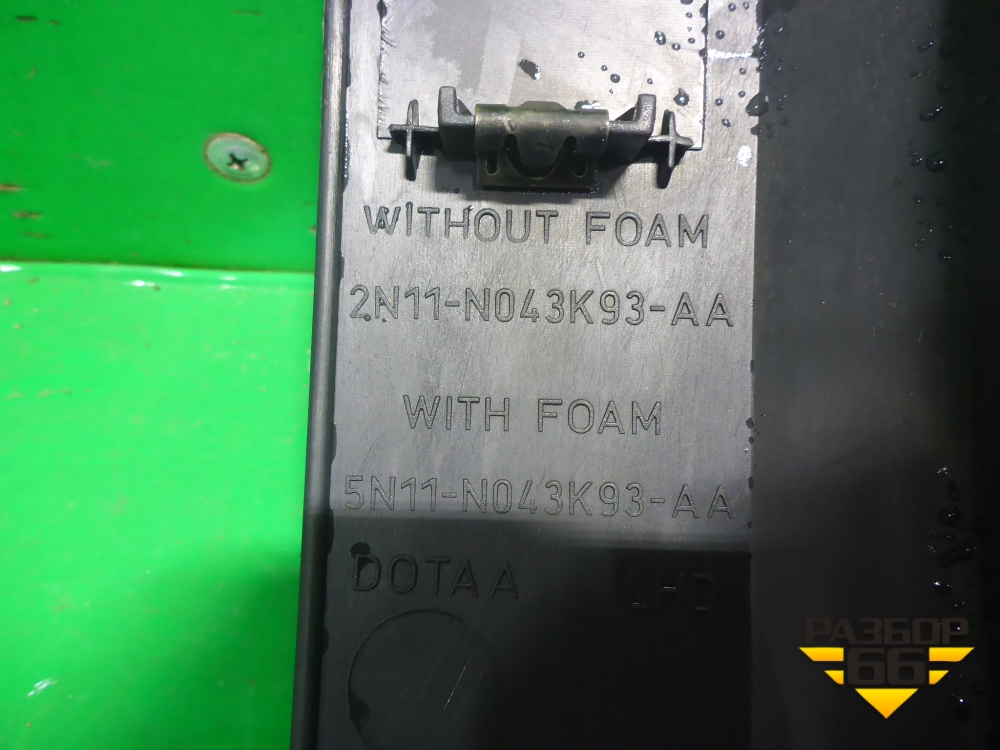 WITHOUT FOAM
2N11-N043K93-AA
WITH FOAM
5N11-N043K93-AA
DOTAA LHD
РАЗБОР
66